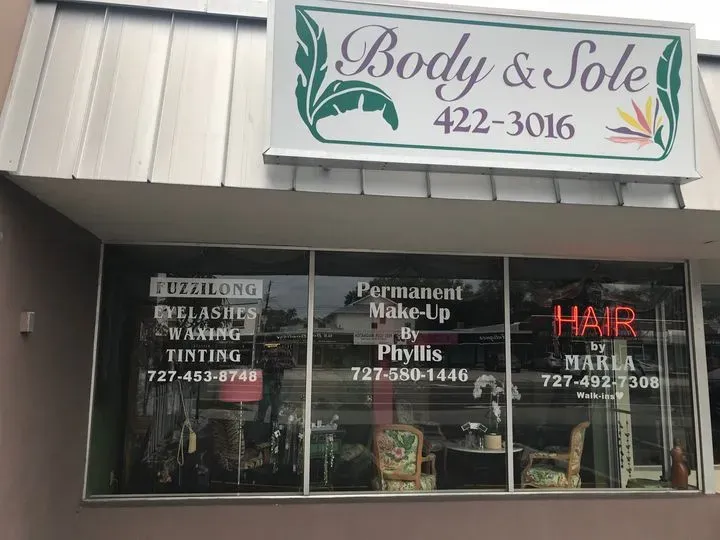 Body & Sole
422-3016
FUZZILONG
EYELASHES
WAXING
TINTING
727-453-8748
Permanent
Make-Up
By
Phyllis
727-580-1446
HAIR
by
MARLA
727-492-7308
Walk-ins♥